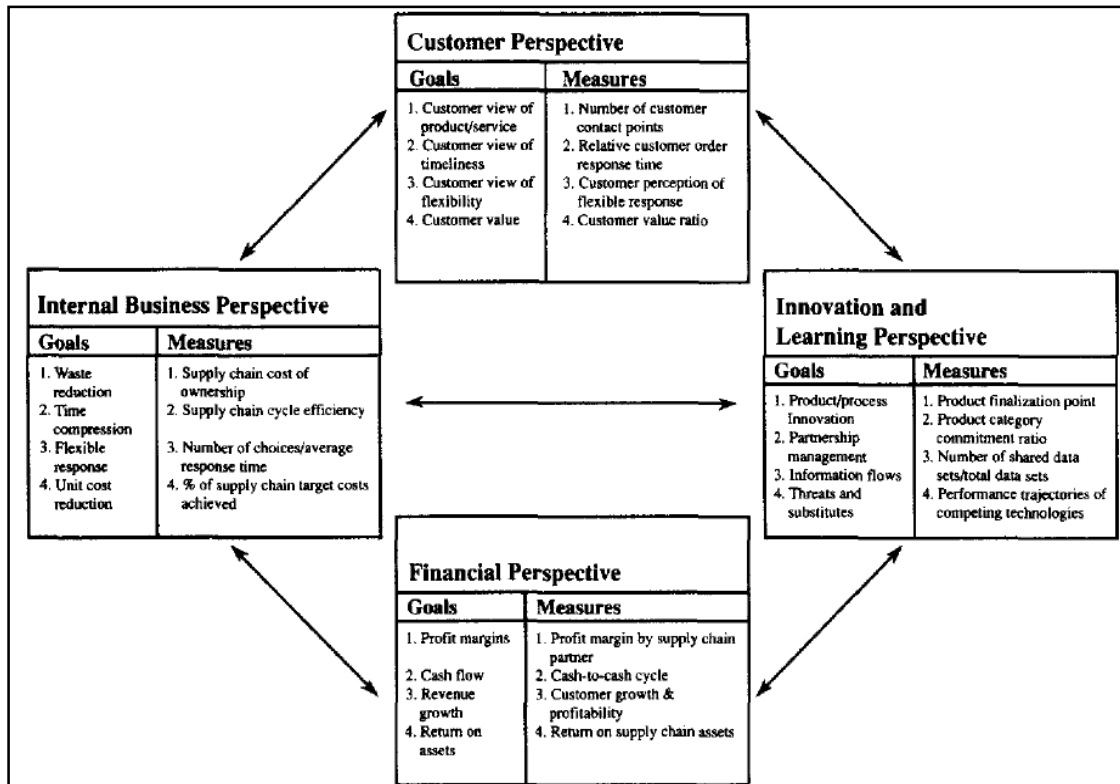 Customer Perspective
Goals
Measures
1. Customer view of
product/service
2. Customer view of
timeliness
3. Customer view of
flexibility
4. Customer value
1. Number of customer
contact points
2. Relative customer order
response time
3. Customer perception of
flexible response
4. Customer value ratio
Internal Business Perspective
Goals
Measures
1. Waste
reduction
2. Time
compression
3. Flexible
response
4. Unit cost
reduction
1. Supply chain cost of
ownership
2. Supply chain cycle efficiency
3. Number of choices/average
response time
4. % of supply chain target costs
achieved
Innovation and
Learning Perspective
Goals
Measures
1. Product/process
Innovation
2. Partnership
management
3. Information flows
4. Threats and
substitutes
1. Product finalization point
2. Product category
commitment ratio
3. Number of shared data
sets/total data sets
4. Performance trajectories of
competing technologies
Financial Perspective
Goals
Measures
1. Profit margins
2. Cash flow
3. Revenue
growth
4. Return on
assets
1. Profit margin by supply chain
partner
2. Cash-to-cash cycle
3. Customer growth &
profitability
4. Return on supply chain assets